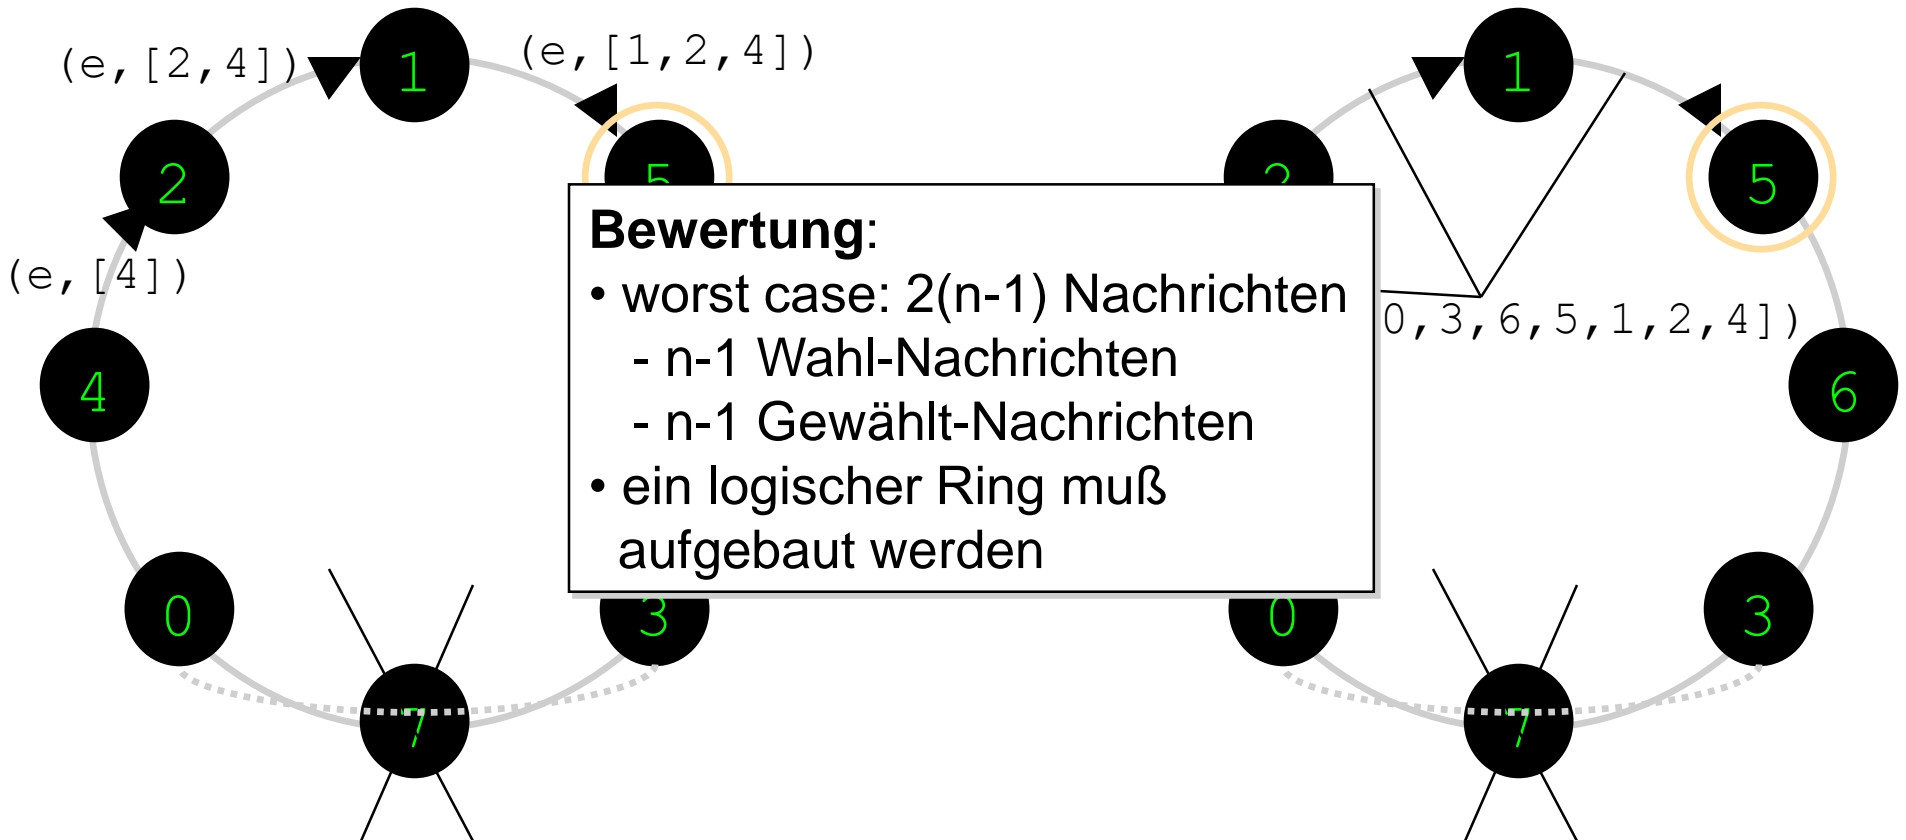 (e,[2,4])
1
(e,[1,2,4])
2
5
(e,[4])
4
0
3
7
Bewertung:
• worst case: 2(n-1) Nachrichten
- n-1 Wahl-Nachrichten
- n-1 Gewählt-Nachrichten
• ein logischer Ring muß
aufgebaut werden
1
2
5
0,3,6,5,1,2,4])
6
0
3
7